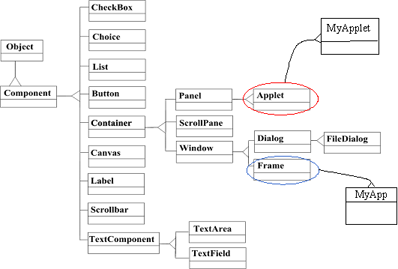 CheckBox
MyApplet
Choice
Object
List
Component
Button
Panel
Applet
Container
ScrollPane
Window
Dialog
FileDialog
Canvas
Frame
Label
MyApp
Scrollbar
TextArea
TextComponent
TextField